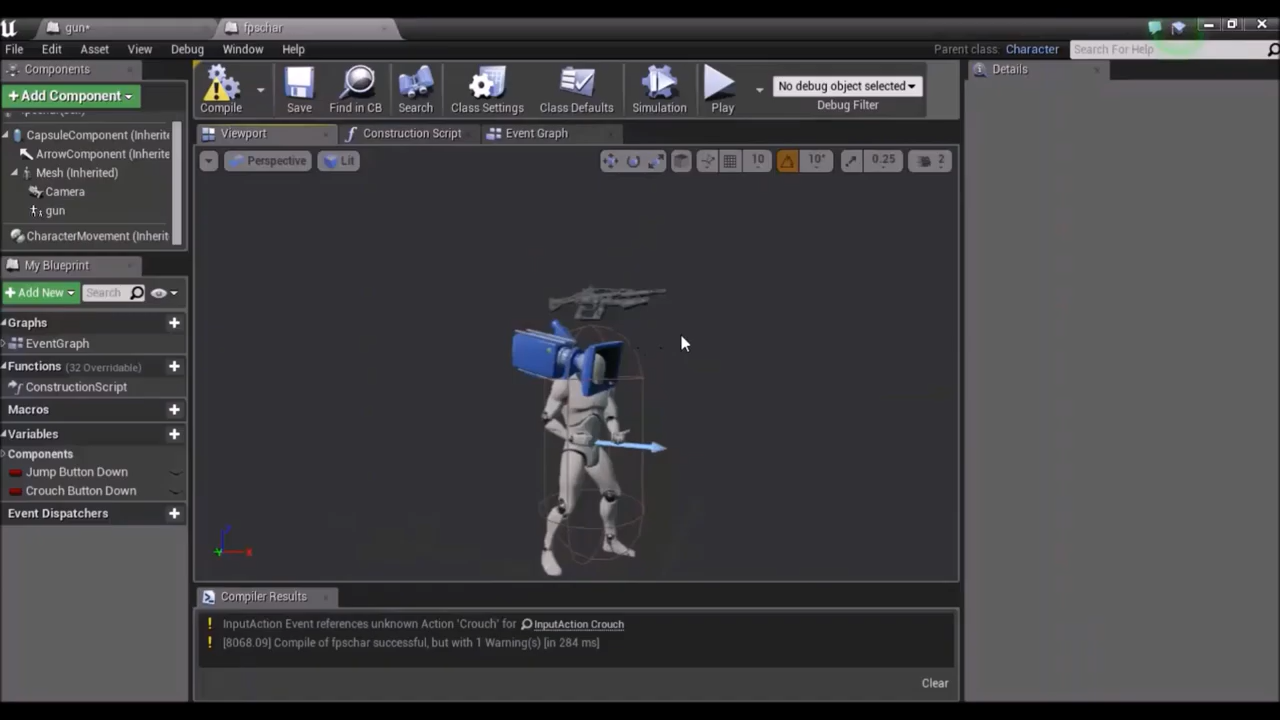 gun*
fpschar
File Edit Asset View Debug Window Help
Parent class: Character
Search For Help
Components
+Add Component
CapsuleComponent (Inherite
ArrowComponent (Inherite
Mesh (Inherited)
Camera
gun
CharacterMovement (Inherit
My Blueprint
+Add New
Search
Graphs
EventGraph
Functions (32 Overridable)
ConstructionScript
Macros
Variables
Components
Jump Button Down
Crouch Button Down
Event Dispatchers
Compile
Save
Find in CB
Search
Class Settings
Class Defaults
Simulation
Play
No debug object selected
Debug Filter
Viewport
Construction Script
Event Graph
Perspective
Lit
10
10°
0.25
2
Compiler Results
InputAction Event references unknown Action 'Crouch' for InputAction Crouch
[8068.09] Compile of fpschar successful, but with 1 Warning(s) [in 284 ms]
Clear
Details